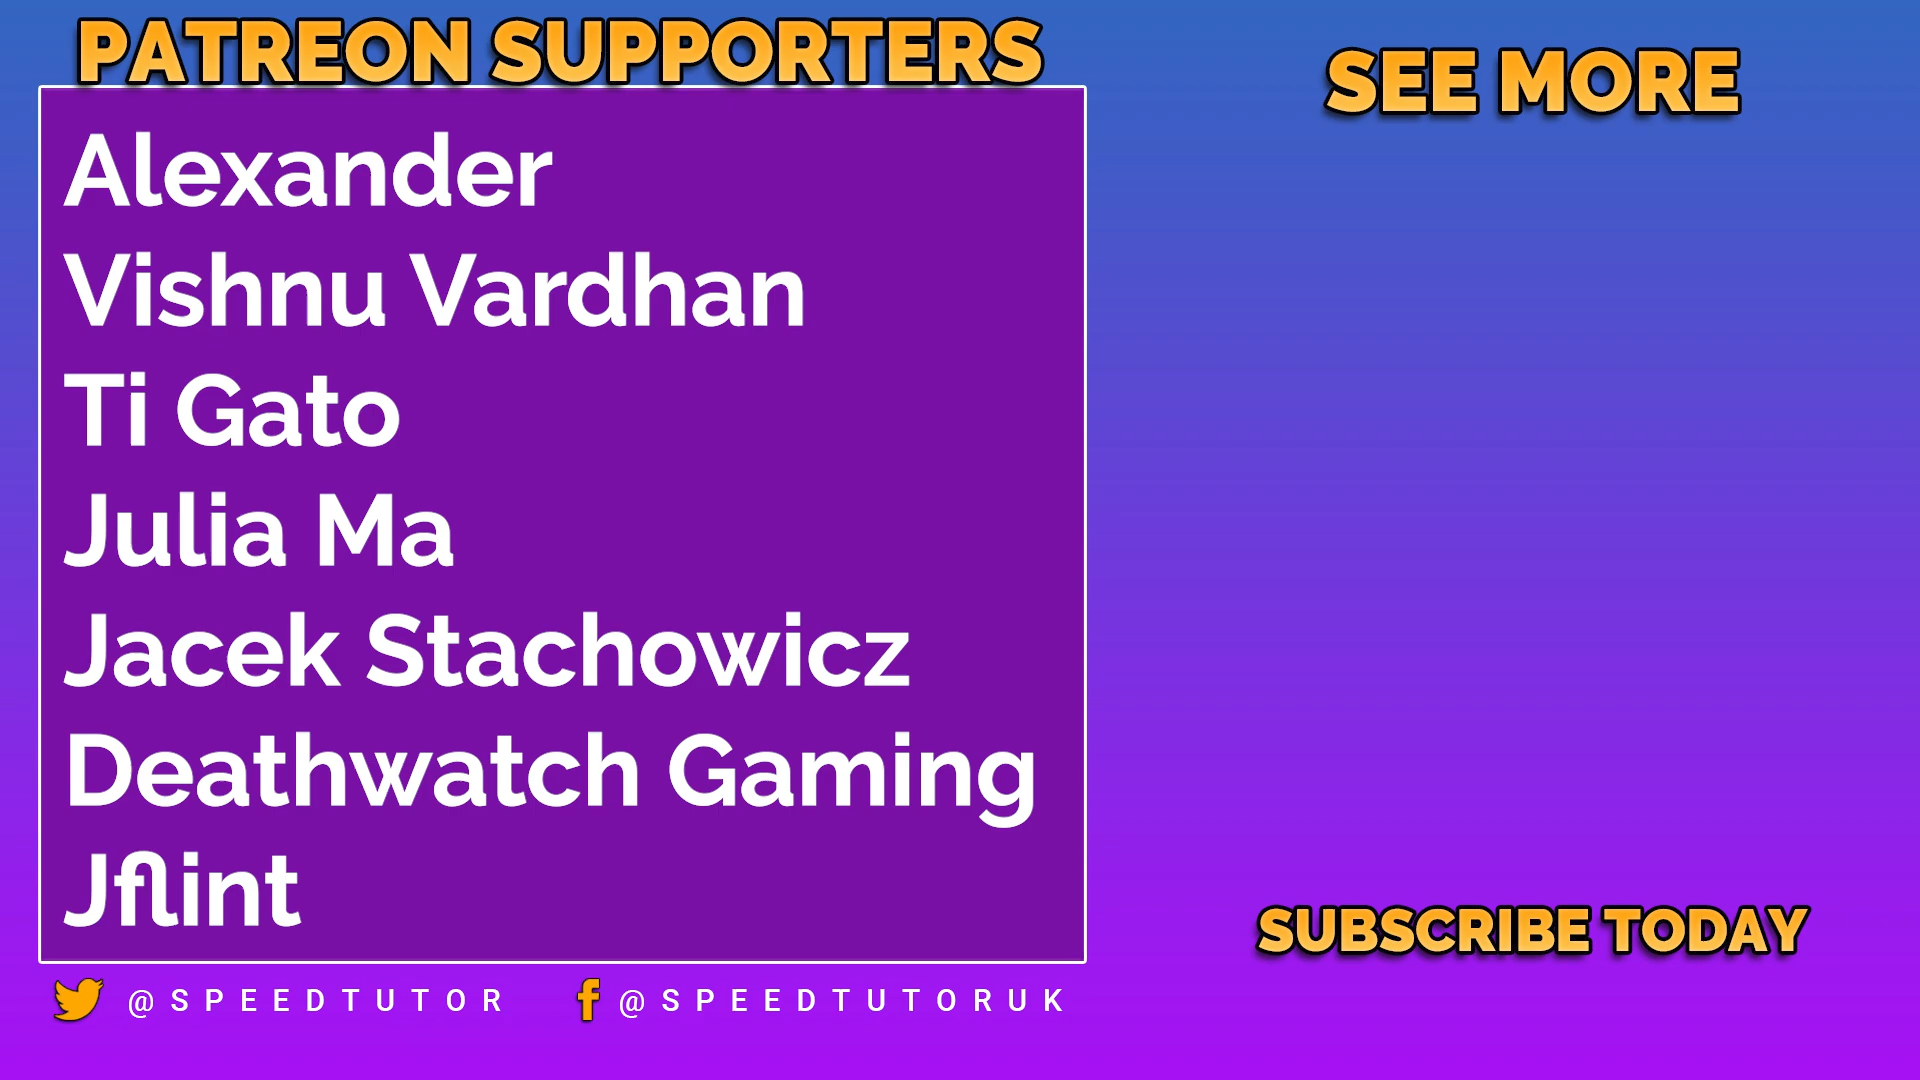 PATREON SUPPORTERS
SEE MORE
Alexander
Vishnu Vardhan
Ti Gato
Julia Ma
Jacek Stachowicz
Deathwatch Gaming
Jflint
SUBSCRIBE TODAY
@SPEEDTUTOR
@SPEEDTUTORUK